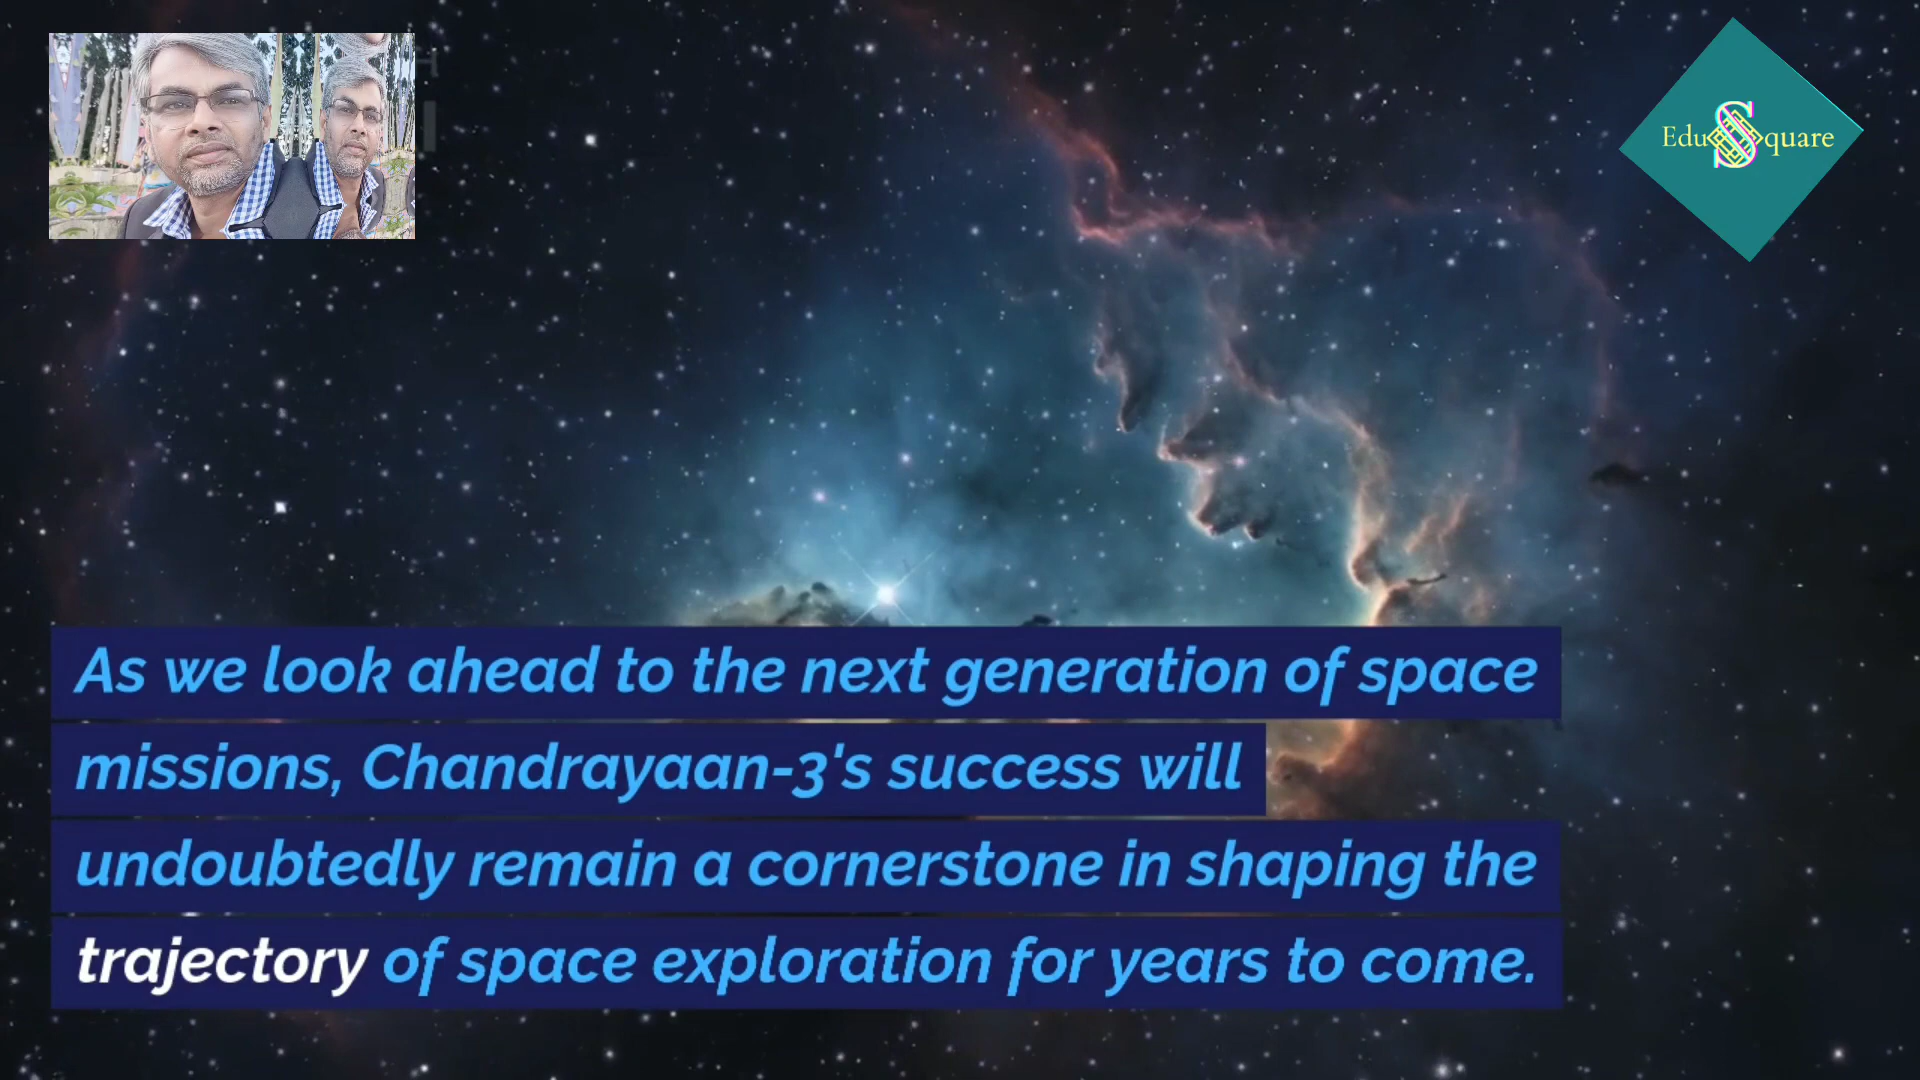 Edu Square
As we look ahead to the next generation of space
missions, Chandrayaan-3's success will
undoubtedly remain a cornerstone in shaping the
trajectory of space exploration for years to come.